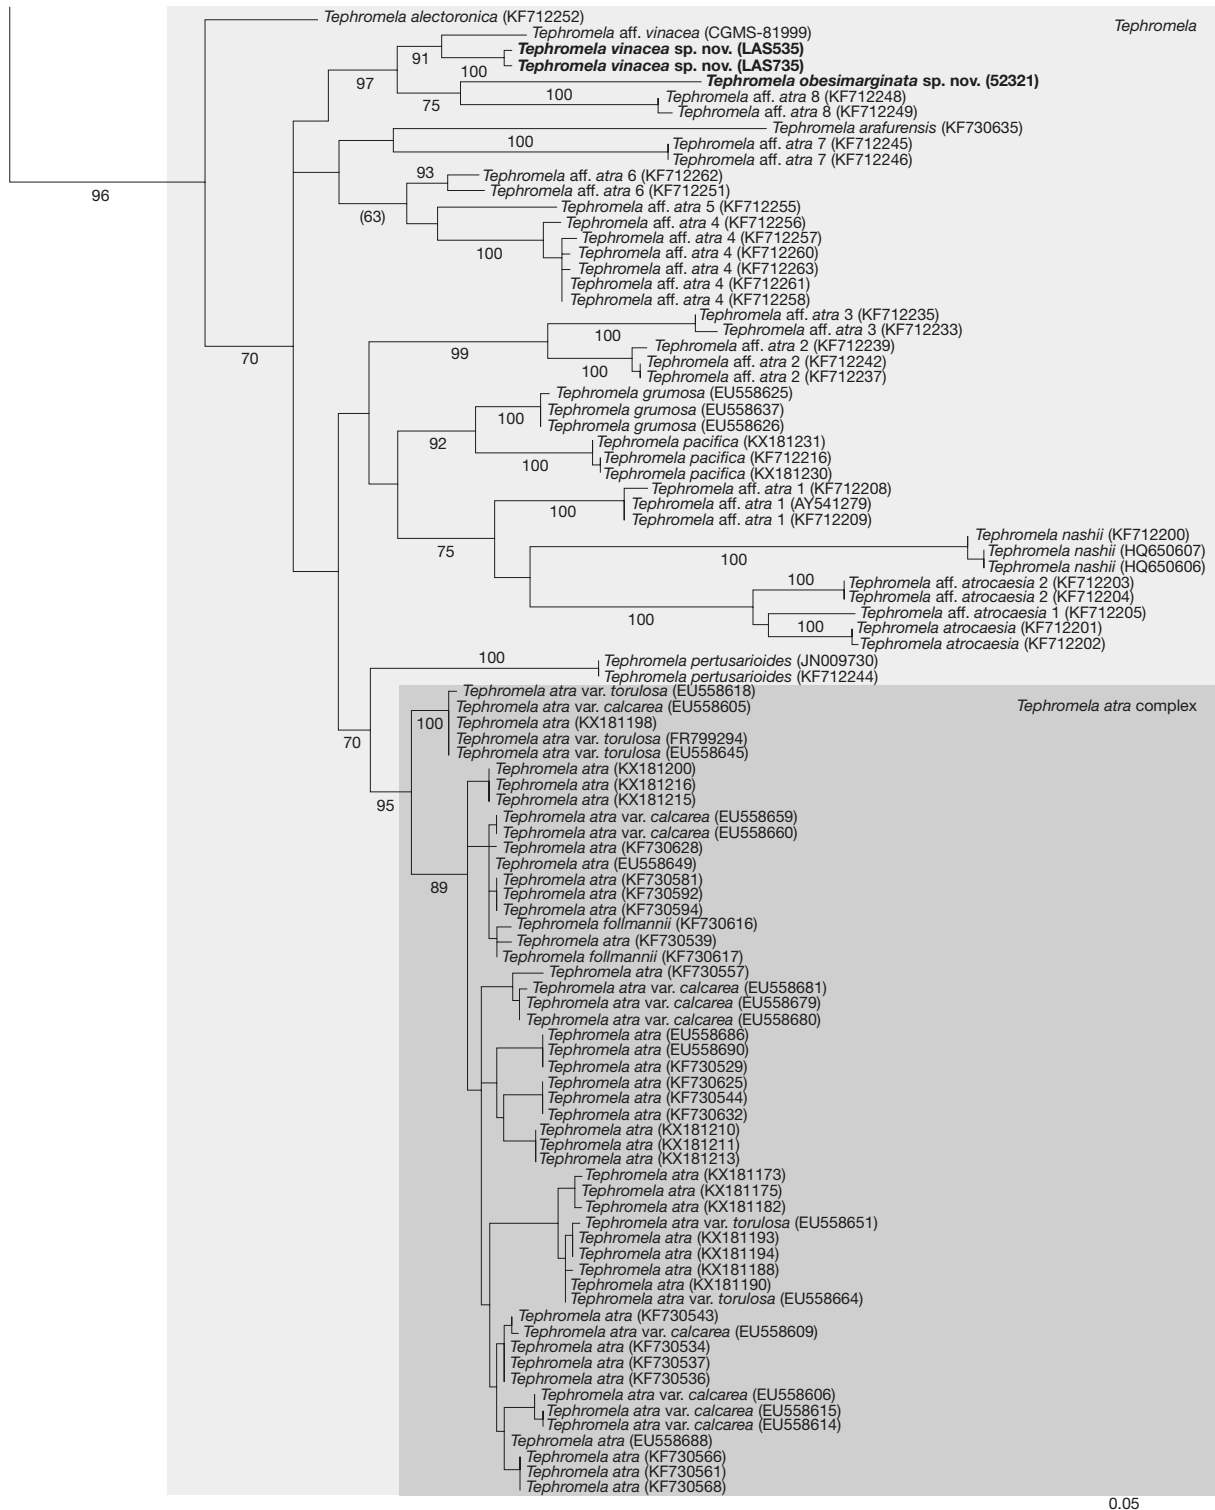 Tephromela alectoronica (KF712252)
Tephromela
Tephromela aff. vinacea (CGMS-81999)
91
Tephromela vinacea sp. nov. (LAS535)
Tephromela vinacea sp. nov. (LAS735)
100
97
Tephromela obesimarginata sp. nov. (52321)
75
100
Tephromela aff. atra 8 (KF712248)
Tephromela aff. atra 8 (KF712249)
Tephromela arafurensis (KF730635)
100
Tephromela aff. atra 7 (KF712245)
Tephromela aff. atra 7 (KF712246)
96
93
Tephromela aff. atra 6 (KF712262)
Tephromela aff. atra 6 (KF712251)
(63)
Tephromela aff. atra 5 (KF712255)
Tephromela aff. atra 4 (KF712256)
100
Tephromela aff. atra 4 (KF712257)
Tephromela aff. atra 4 (KF712260)
Tephromela aff. atra 4 (KF712263)
Tephromela aff. atra 4 (KF712261)
Tephromela aff. atra 4 (KF712258)
70
99
100
Tephromela aff. atra 3 (KF712235)
Tephromela aff. atra 3 (KF712233)
Tephromela aff. atra 2 (KF712239)
100
Tephromela aff. atra 2 (KF712242)
Tephromela aff. atra 2 (KF712237)
Tephromela grumosa (EU558625)
100
Tephromela grumosa (EU558637)
Tephromela grumosa (EU558626)
92
Tephromela pacifica (KX181231)
100
Tephromela pacifica (KF712216)
Tephromela pacifica (KX181230)
Tephromela aff. atra 1 (KF712208)
100
Tephromela aff. atra 1 (AY541279)
Tephromela aff. atra 1 (KF712209)
75
Tephromela nashii (KF712200)
100
Tephromela nashii (HQ650607)
Tephromela nashii (HQ650606)
100
Tephromela aff. atrocaesia 2 (KF712203)
Tephromela aff. atrocaesia 2 (KF712204)
100
Tephromela aff. atrocaesia 1 (KF712205)
100
Tephromela atrocaesia (KF712201)
Tephromela atrocaesia (KF712202)
100
Tephromela pertusarioides (JN009730)
Tephromela pertusarioides (KF712244)
70
Tephromela atra var. torulosa (EU558618)
Tephromela atra complex
Tephromela atra var. calcarea (EU558605)
100
Tephromela atra (KX181198)
Tephromela atra var. torulosa (FR799294)
Tephromela atra var. torulosa (EU558645)
95
Tephromela atra (KX181200)
Tephromela atra (KX181216)
Tephromela atra (KX181215)
89
Tephromela atra var. calcarea (EU558659)
Tephromela atra var. calcarea (EU558660)
Tephromela atra (KF730628)
Tephromela atra (EU558649)
Tephromela atra (KF730581)
Tephromela atra (KF730592)
Tephromela atra (KF730594)
Tephromela follmannii (KF730616)
Tephromela atra (KF730539)
Tephromela follmannii (KF730617)
Tephromela atra (KF730557)
Tephromela atra var. calcarea (EU558681)
Tephromela atra var. calcarea (EU558679)
Tephromela atra var. calcarea (EU558680)
Tephromela atra (EU558686)
Tephromela atra (EU558690)
Tephromela atra (KF730529)
Tephromela atra (KF730625)
Tephromela atra (KF730544)
Tephromela atra (KF730632)
Tephromela atra (KX181210)
Tephromela atra (KX181211)
Tephromela atra (KX181213)
Tephromela atra (KX181173)
Tephromela atra (KX181175)
Tephromela atra (KX181182)
Tephromela atra var. torulosa (EU558651)
Tephromela atra (KX181193)
Tephromela atra (KX181194)
Tephromela atra (KX181188)
Tephromela atra (KX181190)
Tephromela atra var. torulosa (EU558664)
Tephromela atra (KF730543)
Tephromela atra var. calcarea (EU558609)
Tephromela atra (KF730534)
Tephromela atra (KF730537)
Tephromela atra (KF730536)
Tephromela atra var. calcarea (EU558606)
Tephromela atra var. calcarea (EU558615)
Tephromela atra var. calcarea (EU558614)
Tephromela atra (EU558688)
Tephromela atra (KF730566)
Tephromela atra (KF730561)
Tephromela atra (KF730568)
0.05